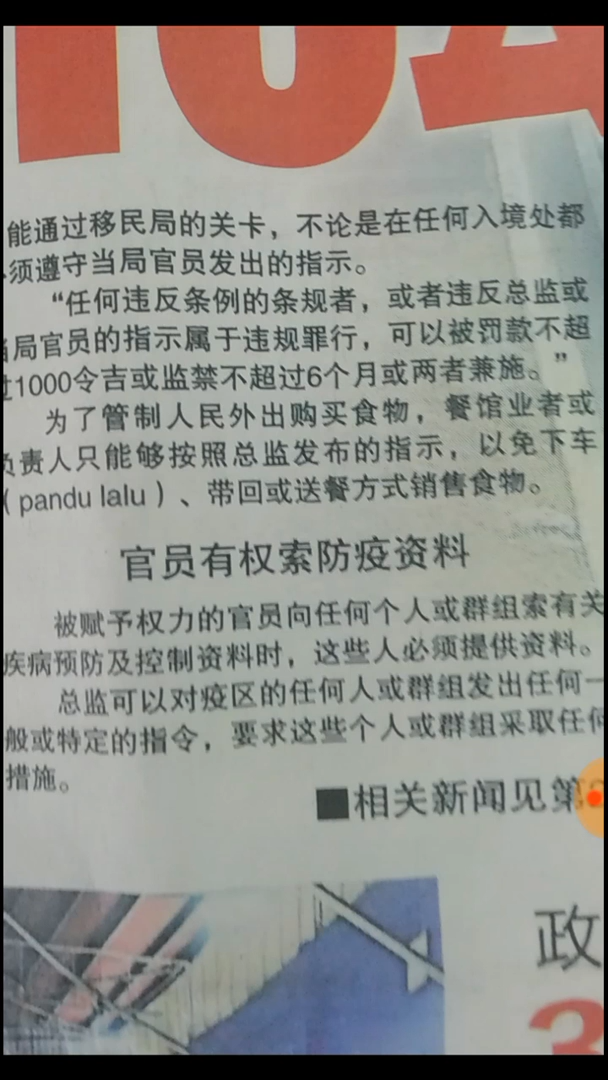 能通过移民局的关卡，不论是在任何入境处都
须遵守当局官员发出的指示。
“任何违反条例的条规者，或者违反总监或
局官员的指示属于违规罪行，可以被罚款不超
过1000令吉或监禁不超过6个月或两者兼施。”
为了管制人民外出购买食物，餐馆业者或
负责人只能够按照总监发布的指示，以免下车
（pandu lalu）、带回或送餐方式销售食物。
官员有权索防疫资料
被赋予权力的官员向任何个人或群组索有关
疾病预防及控制资料时，这些人必须提供资料。
总监可以对疫区的任何人或群组发出任何一
般或特定的指令，要求这些个人或群组采取任何
措施。
■相关新闻见第
政
3